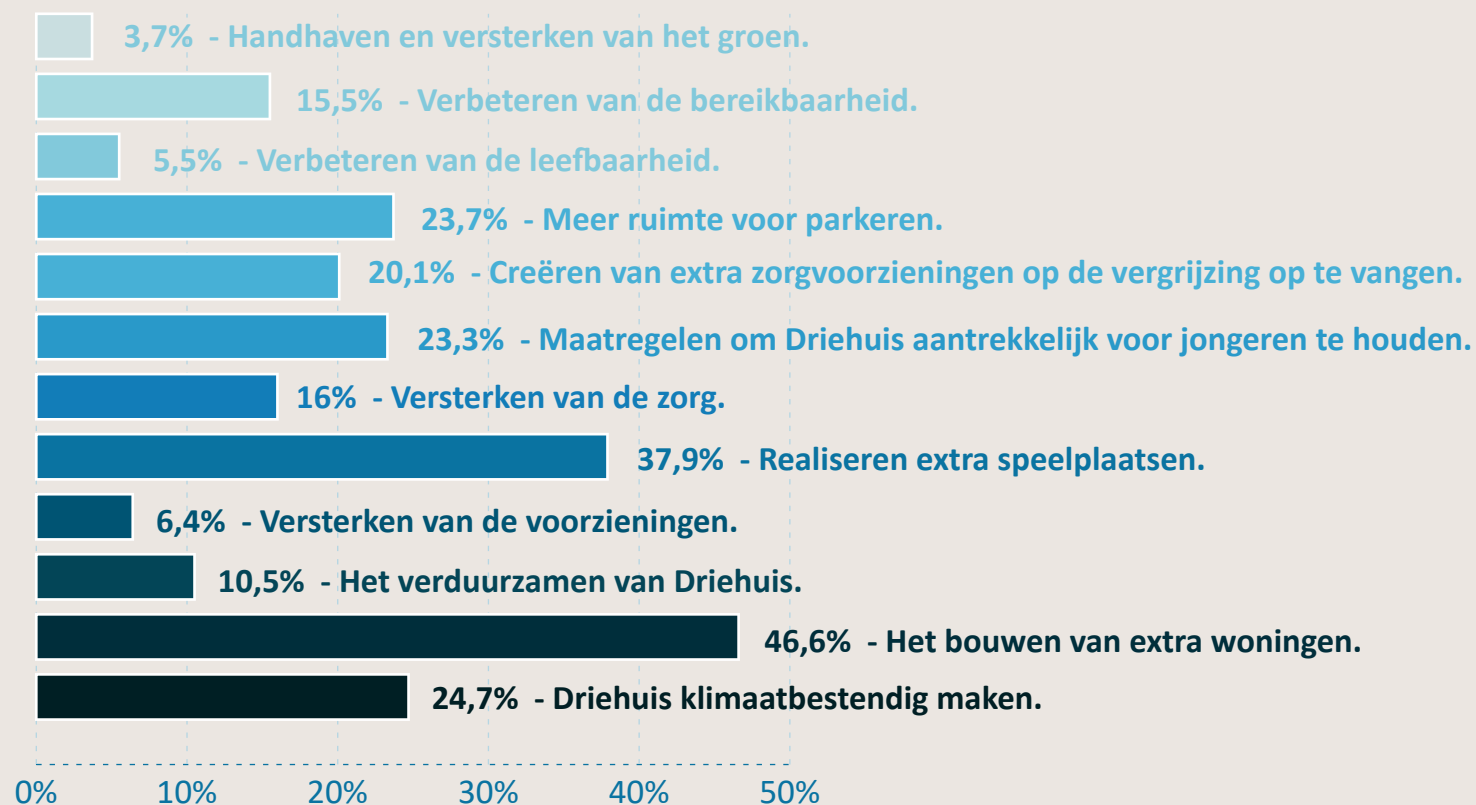 3,7% - Handhaven en versterken van het groen.
15,5% - Verbeteren van de bereikbaarheid.
5,5% - Verbeteren van de leefbaarheid.
23,7% - Meer ruimte voor parkeren.
20,1% - Creëren van extra zorgvoorzieningen op de vergrijzing op te vangen.
23,3% - Maatregelen om Driehuis aantrekkelijk voor jongeren te houden.
16% - Versterken van de zorg.
37,9% - Realiseren extra speelplaatsen.
6,4% - Versterken van de voorzieningen.
10,5% - Het verduurzamen van Driehuis.
46,6% - Het bouwen van extra woningen.
24,7% - Driehuis klimaatbestendig maken.
0% 10% 20% 30% 40% 50%